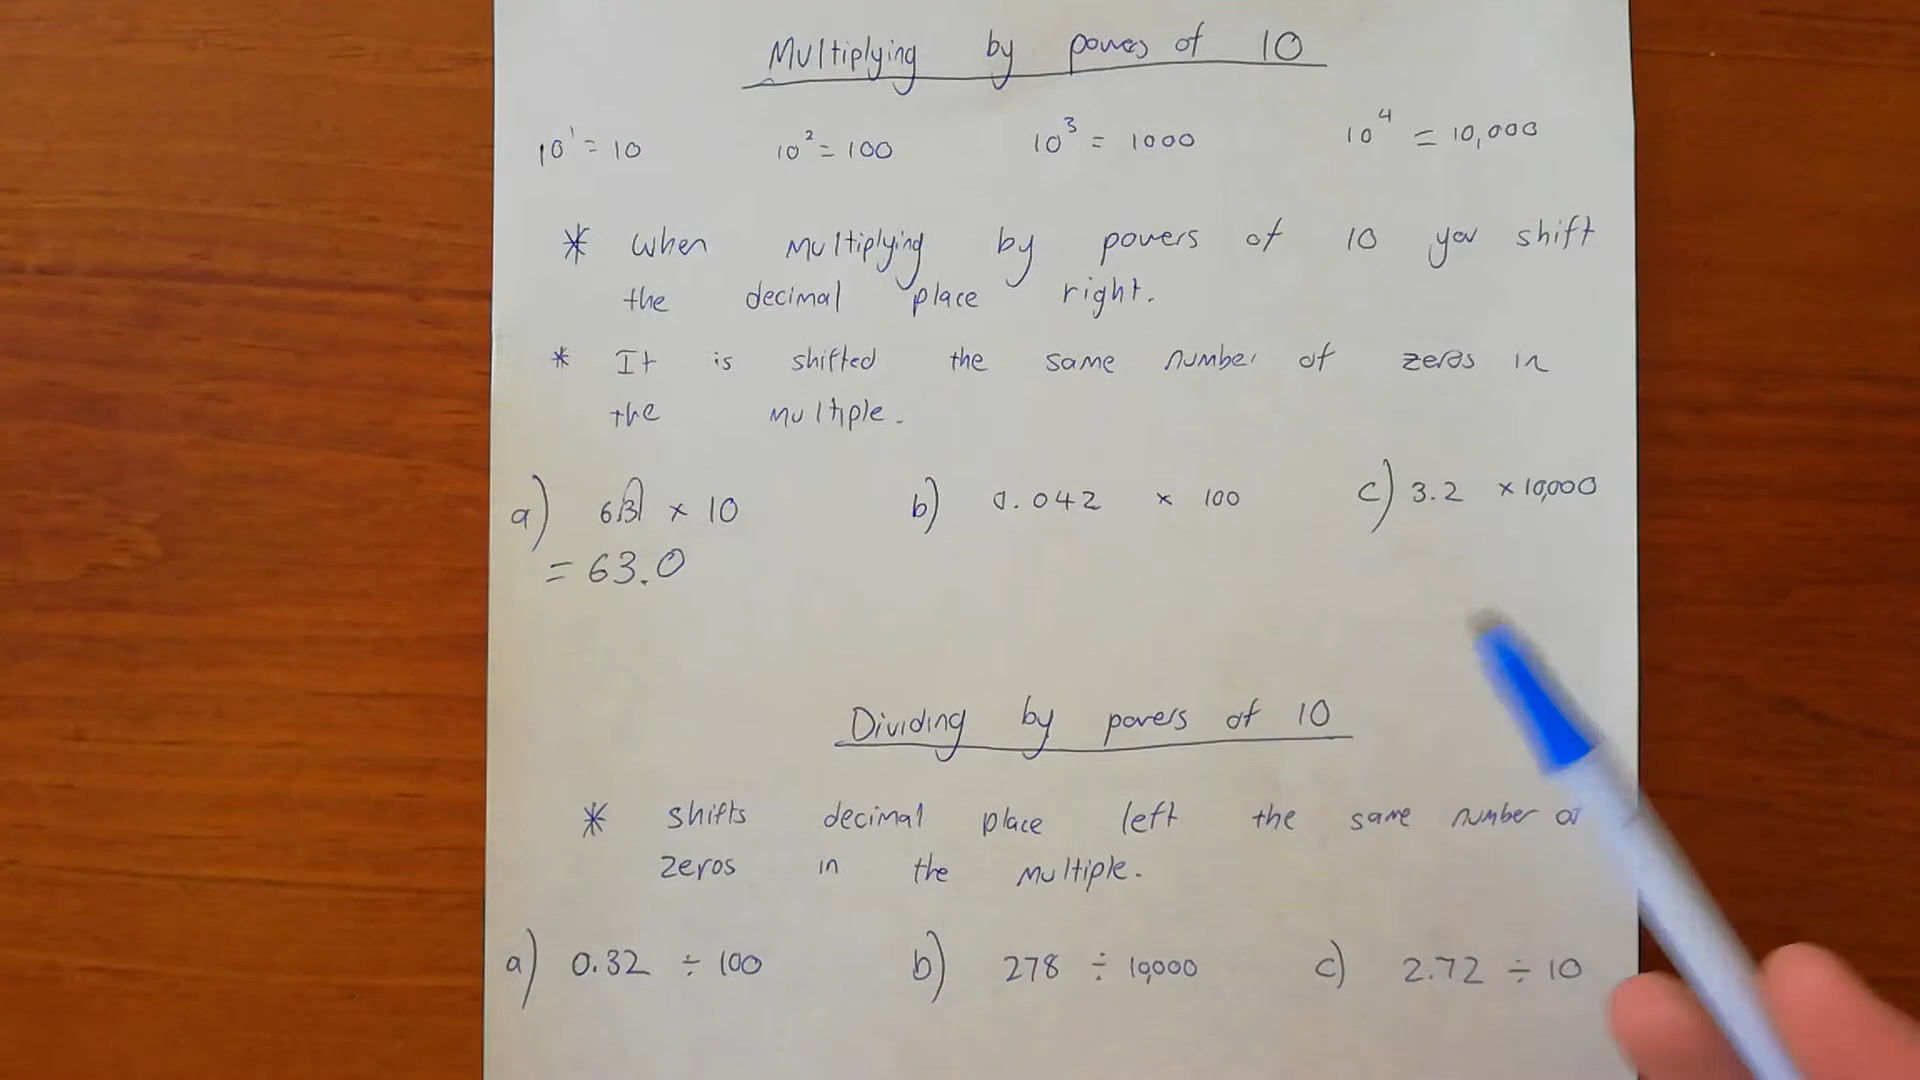 Multiplying by powers of 10
10¹ = 10 10² = 100 10³ = 1000 10⁴ = 10,000
* When multiplying by powers of 10 you shift
the decimal place right.
* It is shifted the same number of zeros in
the multiple.
a) 6.3 × 10 b) 0.042 × 100 c) 3.2 × 10,000
= 63.0
Dividing by powers of 10
* shifts decimal place left the same number
zeros in the multiple.
a) 0.32 ÷ 100 b) 278 ÷ 10,000 c) 2.72 ÷ 10